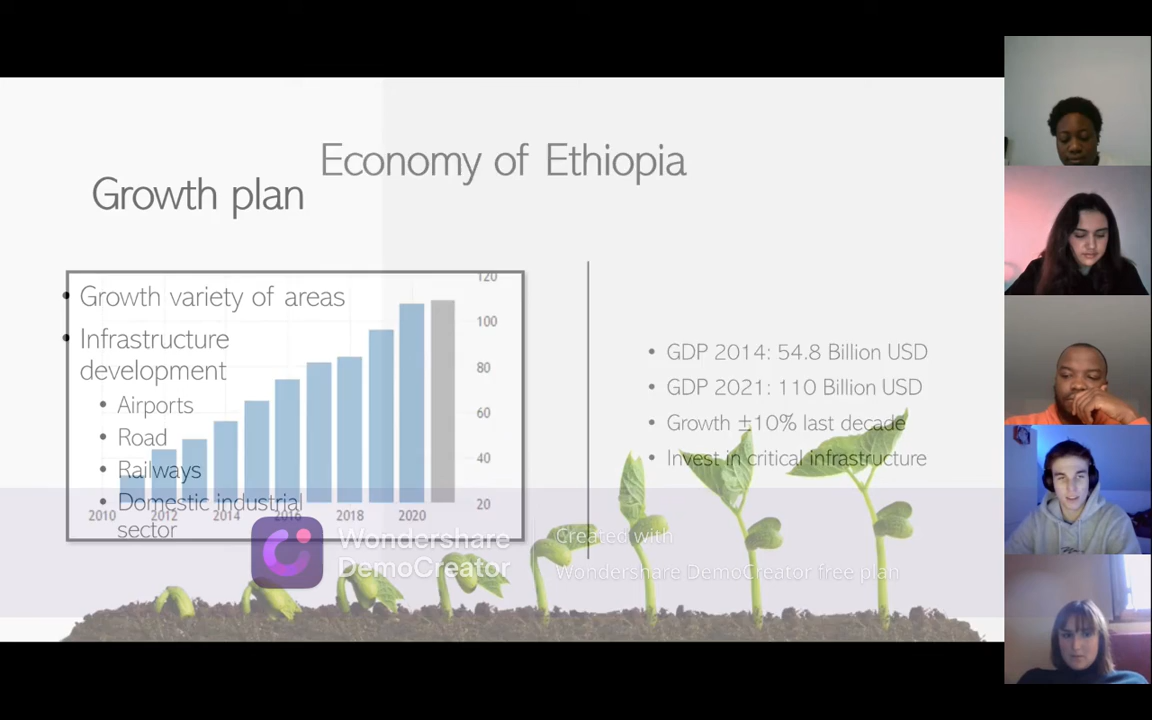 Economy of Ethiopia
Growth plan
• Growth variety of areas
• Infrastructure
development
• Airports
• Road
• Railways
• Domestic industrial
sector
120
100
80
60
40
20
2010 2012 2014 2016 2018 2020
• GDP 2014: 54.8 Billion USD
• GDP 2021: 110 Billion USD
• Growth ±10% last decade
• Invest in critical infrastructure
Wondershare
DemoCreator
Created with
Wondershare DemoCreator free plan